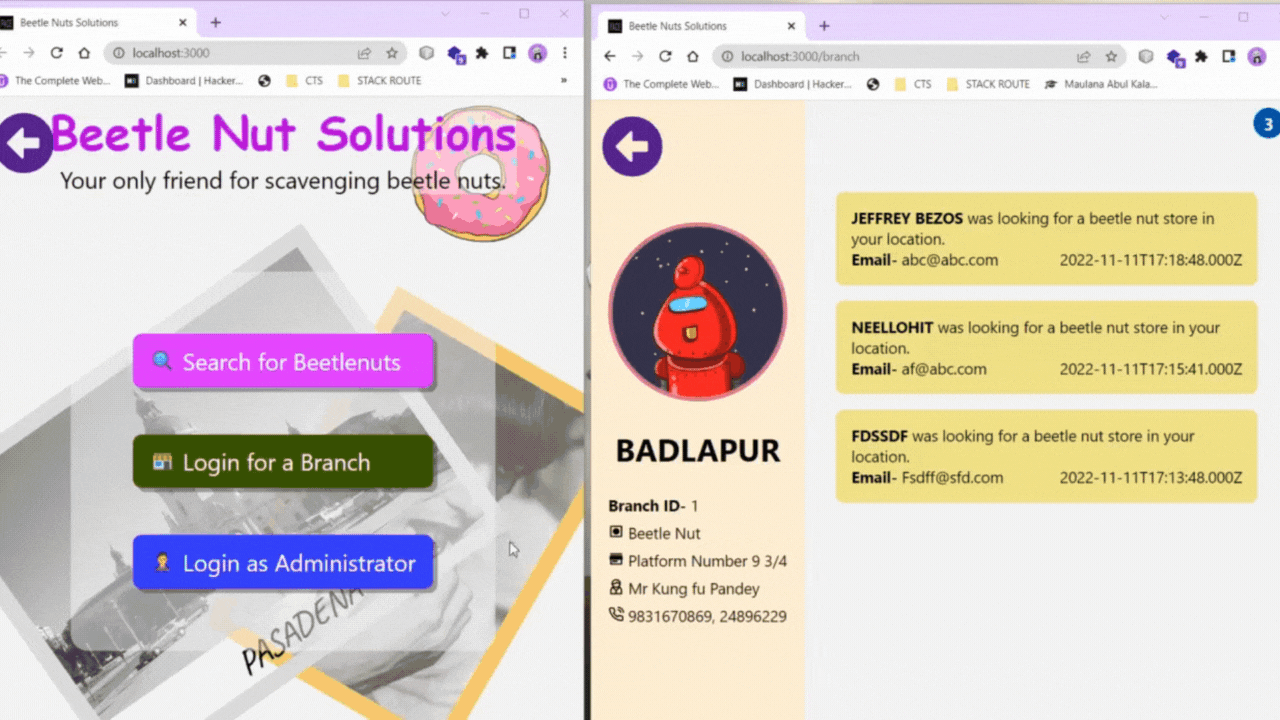 Beetle Nuts Solutions
localhost:3000
The Complete Web...
Dashboard | Hacker...
CTS
STACK ROUTE
»
Beetle Nut Solutions
Your only friend for scavenging beetle nuts.
Search for Beetlenuts
Login for a Branch
Login as Administrator
PASADENA
Beetle Nuts Solutions
localhost:3000/branch
The Complete Web...
Dashboard | Hacker...
CTS
STACK ROUTE
Maulana Abul Kala...
BADLAPUR
Branch ID- 1
Beetle Nut
Platform Number 9 3/4
Mr Kung fu Pandey
9831670869, 24896229
3
JEFFREY BEZOS was looking for a beetle nut store in
your location.
Email- abc@abc.com 2022-11-11T17:18:48.000Z
NEELLOHIT was looking for a beetle nut store in your
location.
Email- af@abc.com 2022-11-11T17:15:41.000Z
FDSSDF was looking for a beetle nut store in your
location.
Email- Fsdff@sfd.com 2022-11-11T17:13:48.000Z